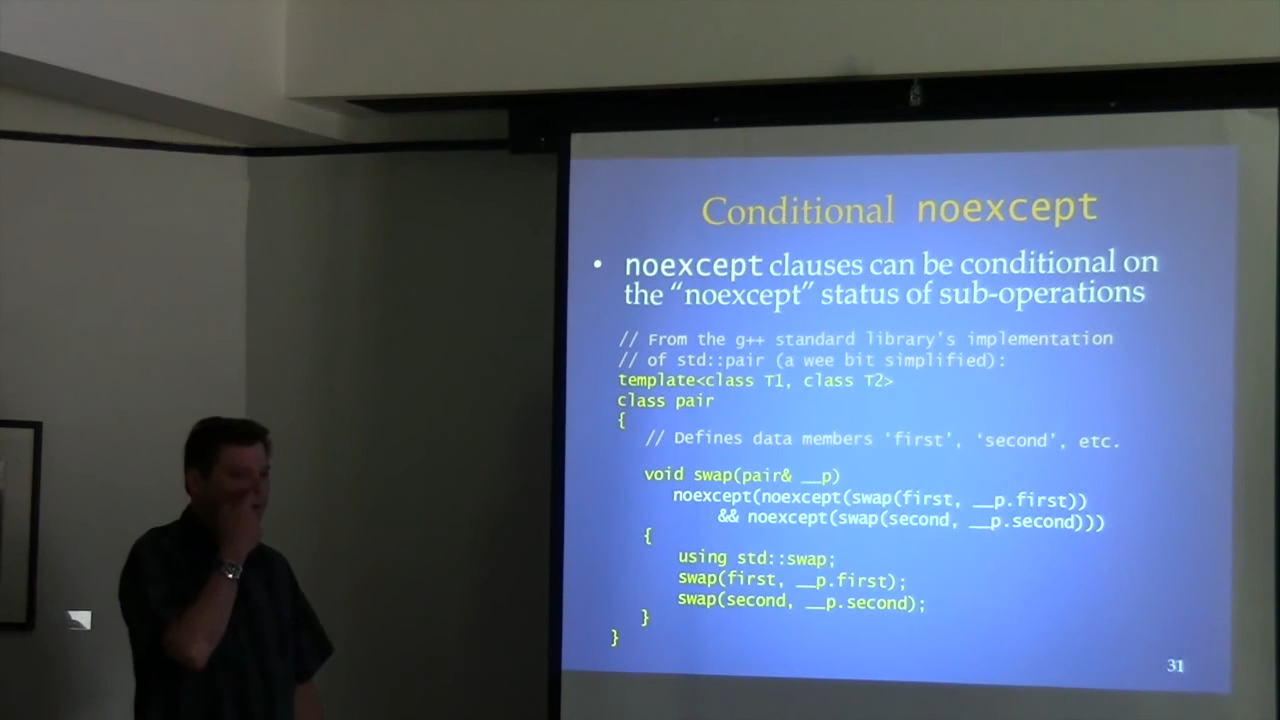 Conditional noexcept
• noexcept clauses can be conditional on
the “noexcept” status of sub-operations
// From the g++ standard library's implementation
// of std::pair (a wee bit simplified):
template<class T1, class T2>
class pair
{
// Defines data members ‘first’, ‘second’, etc.
void swap(pair& __p)
noexcept(noexcept(swap(first, __p.first))
&& noexcept(swap(second, __p.second)))
{
using std::swap;
swap(first, __p.first);
swap(second, __p.second);
}
}
31